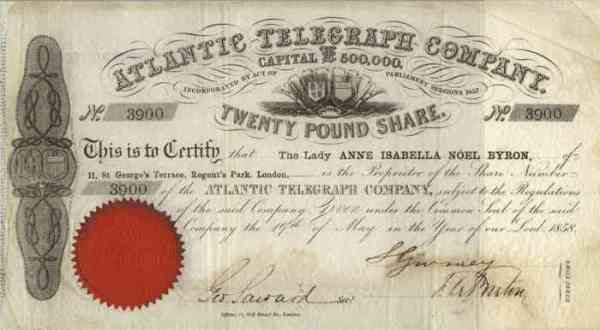 ATLANTIC TELEGRAPH COMPANY.
CAPITAL £ 500,000.
INCORPORATED BY ACT OF PARLIAMENT SESSIONS 1857
No. 3900 No. 3900
TWENTY POUND SHARE.
This is to Certify that The Lady ANNE ISABELLA NOËL BYRON, of
11, St George's Terrace, Regent's Park, London, is the Proprietor of the Share Number
3900 of the ATLANTIC TELEGRAPH COMPANY, subject to the Regulations
of the said Company Given under the Common Seal of the said
Company the 19th of May in the Year of our Lord 1858.
S Gurney
Geo Saward Secy
London.